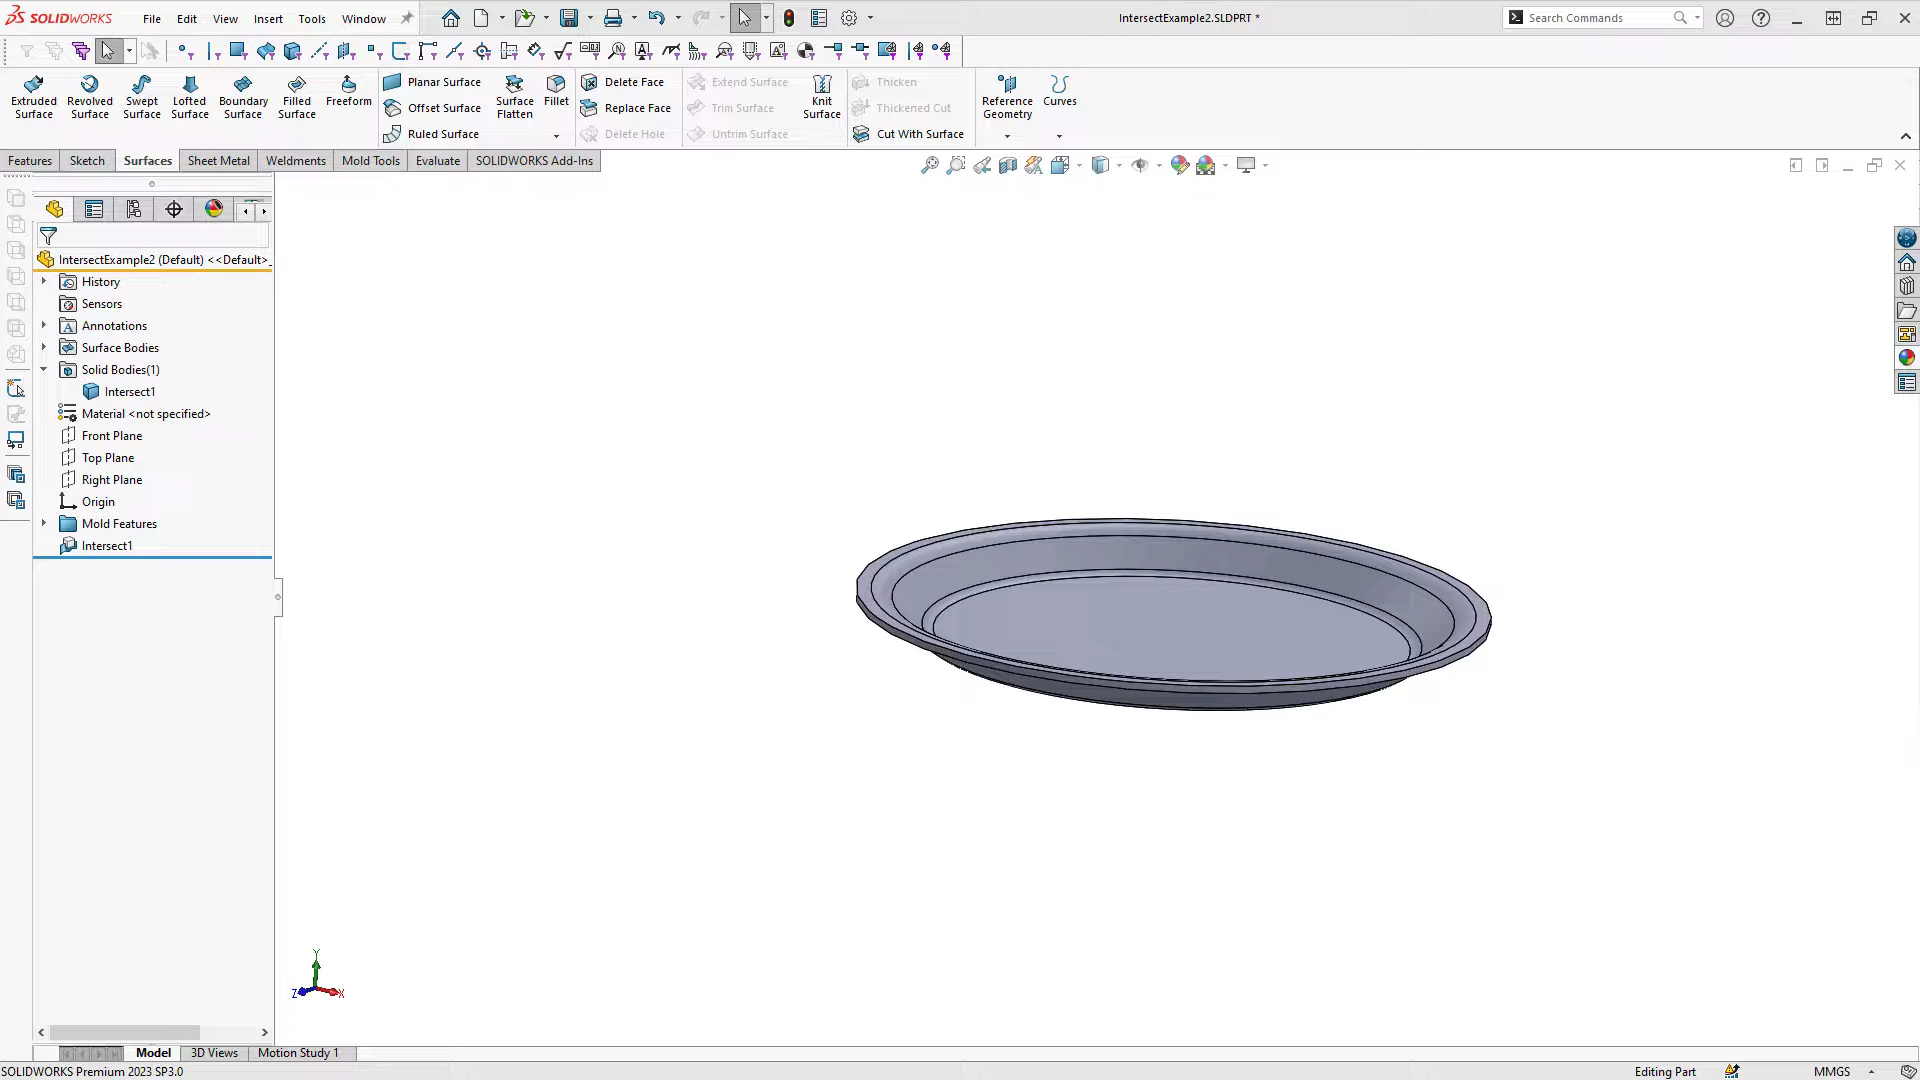 SOLIDWORKS File Edit View Insert Tools Window IntersectExample2.SLDPRT * Search Commands
Extruded Surface
Revolved Surface
Swept Surface
Lofted Surface
Boundary Surface
Filled Surface
Freeform
Planar Surface
Offset Surface
Ruled Surface
Surface Flatten
Fillet
Delete Face
Replace Face
Delete Hole
Extend Surface
Trim Surface
Untrim Surface
Knit Surface
Thicken
Thickened Cut
Cut With Surface
Reference Geometry
Curves
Features Sketch Surfaces Sheet Metal Weldments Mold Tools Evaluate SOLIDWORKS Add-Ins
IntersectExample2 (Default) <<Default>_
History
Sensors
Annotations
Surface Bodies
Solid Bodies(1)
Intersect1
Material <not specified>
Front Plane
Top Plane
Right Plane
Origin
Mold Features
Intersect1
Y
Z X
Model 3D Views Motion Study 1
SOLIDWORKS Premium 2023 SP3.0 Editing Part MMGS